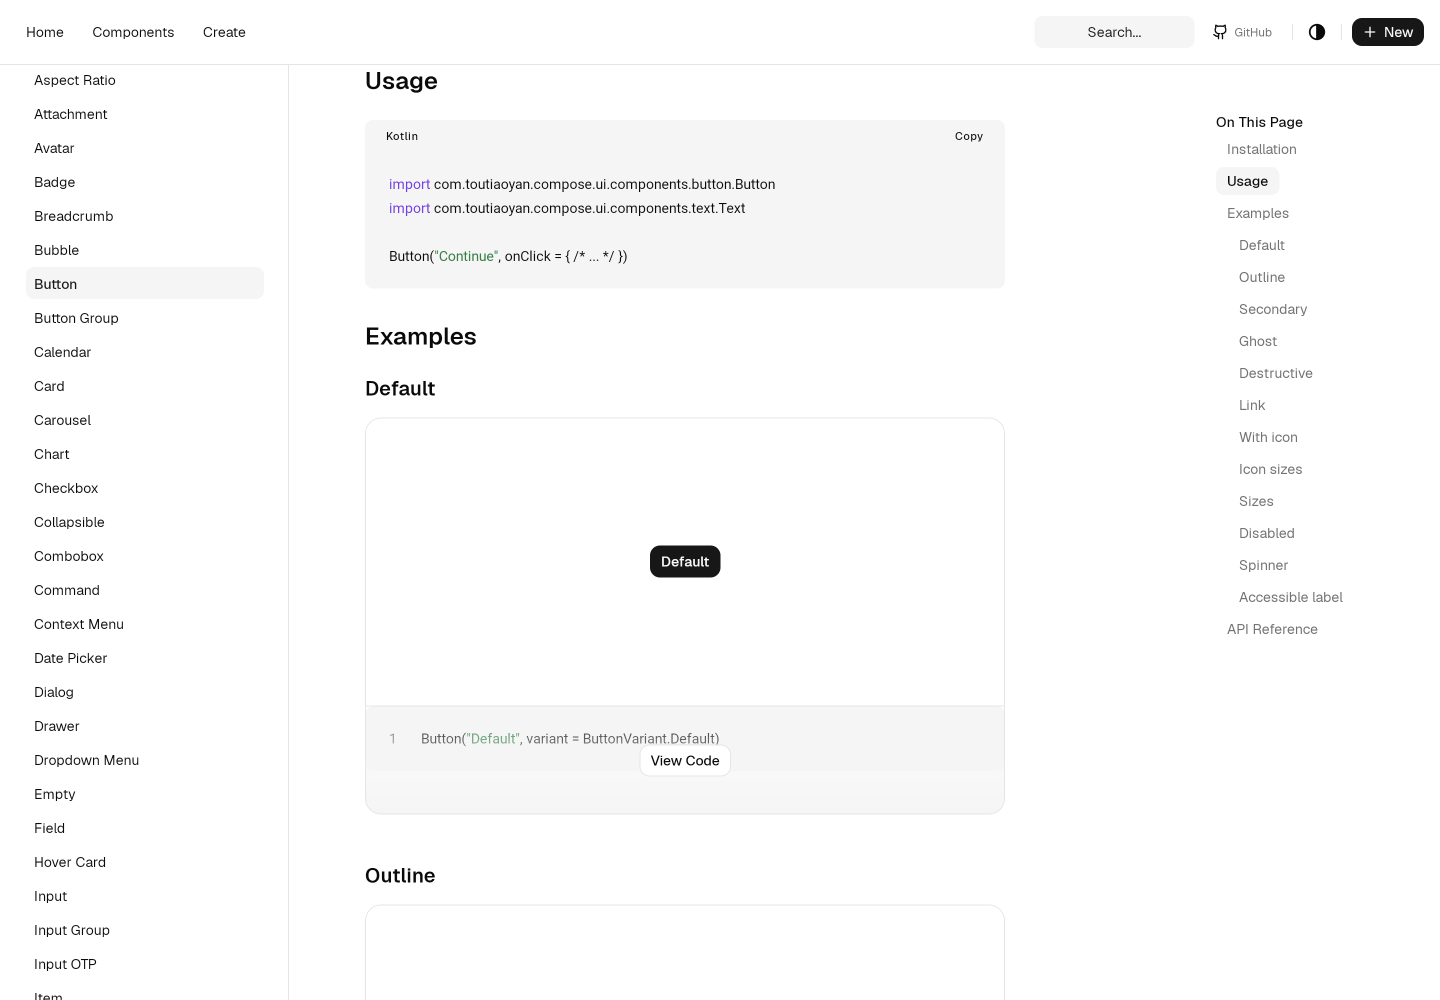 Home
Components
Create
Search...
GitHub
New
Aspect Ratio
Attachment
Avatar
Badge
Breadcrumb
Bubble
Button
Button Group
Calendar
Card
Carousel
Chart
Checkbox
Collapsible
Combobox
Command
Context Menu
Date Picker
Dialog
Drawer
Dropdown Menu
Empty
Field
Hover Card
Input
Input Group
Input OTP
Item
Usage
Kotlin
Copy
import com.toutiaoyan.compose.ui.components.button.Button
import com.toutiaoyan.compose.ui.components.text.Text
Button("Continue", onClick = { /* ... */ })
Examples
Default
Default
1 Button("Default", variant = ButtonVariant.Default)
View Code
Outline
On This Page
Installation
Usage
Examples
Default
Outline
Secondary
Ghost
Destructive
Link
With icon
Icon sizes
Sizes
Disabled
Spinner
Accessible label
API Reference